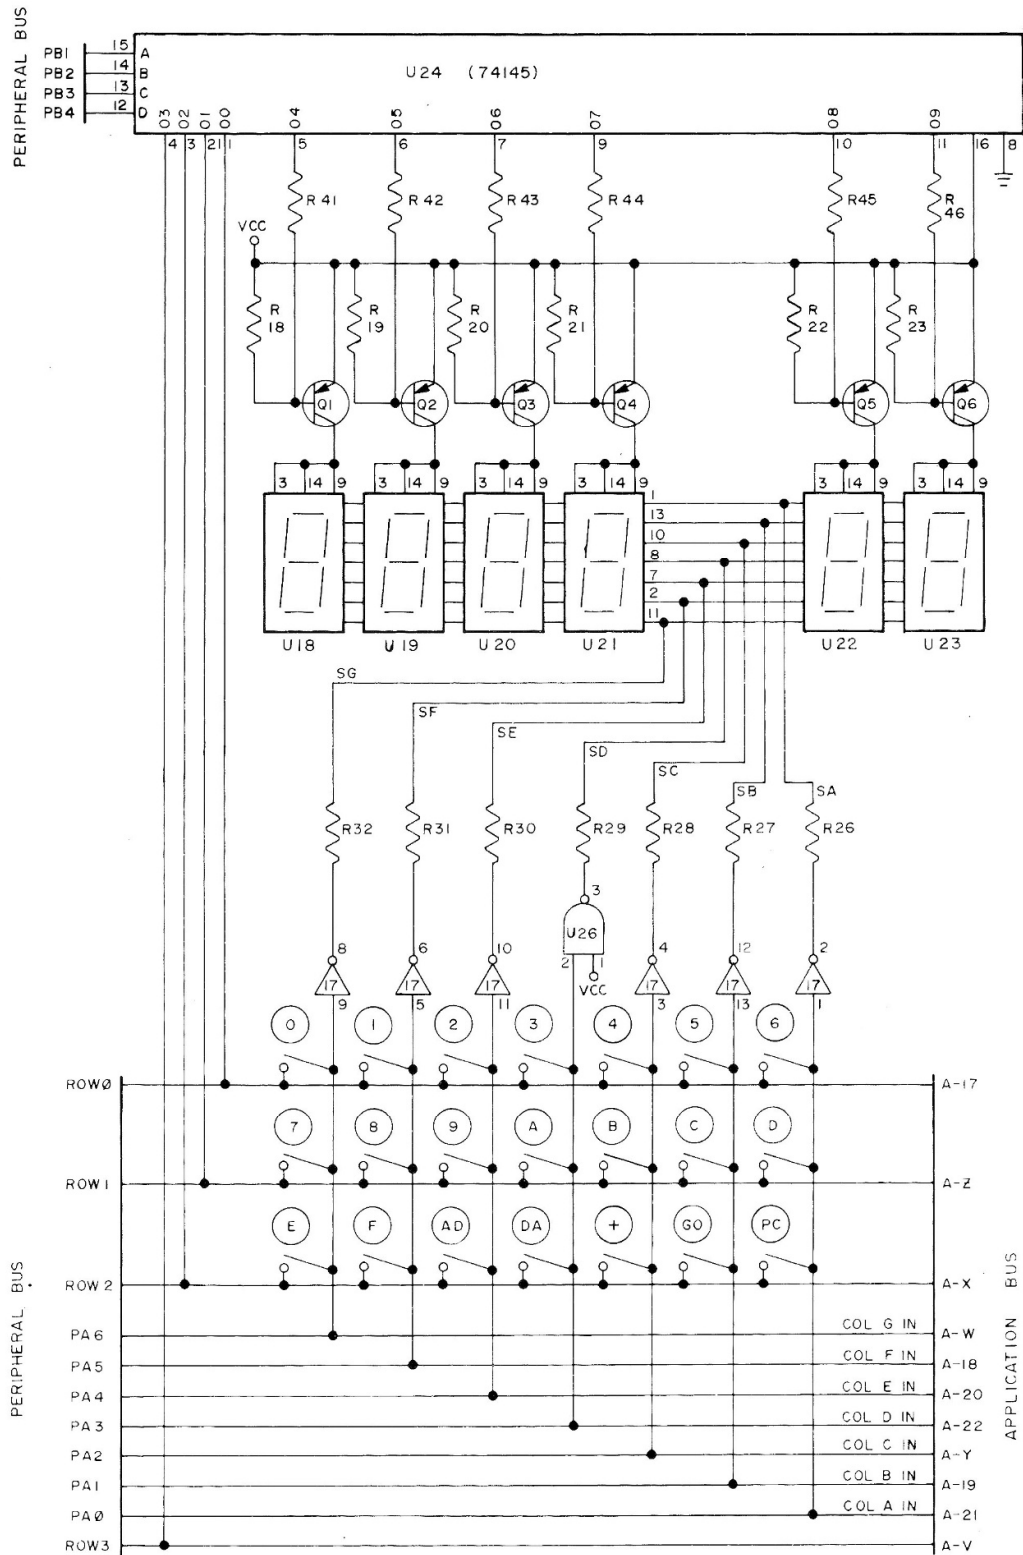 PERIPHERAL BUS
PB1 15 A
PB2 14 B
PB3 13 C
PB4 12 D
U24 (74145)
03 02 01 00 04 05 06 07 08 09
4 3 21 1 5 6 7 9 10 11 16 8
R41 R42 R43 R44 R45 R 46
VCC
R 18 R 19 R 20 R 21 R 22 R 23
Q1 Q2 Q3 Q4 Q5 Q6
3 14 9 3 14 9 3 14 9 3 14 9 3 14 9 3 14 9
1
13
10
8
7
2
11
U18 U19 U20 U21 U22 U23
SG
SF
SE
SD
SC
SB SA
R32 R31 R30 R29 R28 R27 R26
3
U26
2 1
VCC
8 6 10 4 12 2
17 17 17 17 17 17
9 5 11 3 13 1
0 1 2 3 4 5 6
ROWØ A-17
7 8 9 A B C D
ROW1 A-Z
E F AD DA + GO PC
ROW2 A-X
PA6 COL G IN A-W
PA5 COL F IN A-18
PA4 COL E IN A-20
PA3 COL D IN A-22
PA2 COL C IN A-Y
PA1 COL B IN A-19
PAØ COL A IN A-21
ROW3 A-V
PERIPHERAL BUS
APPLICATION BUS